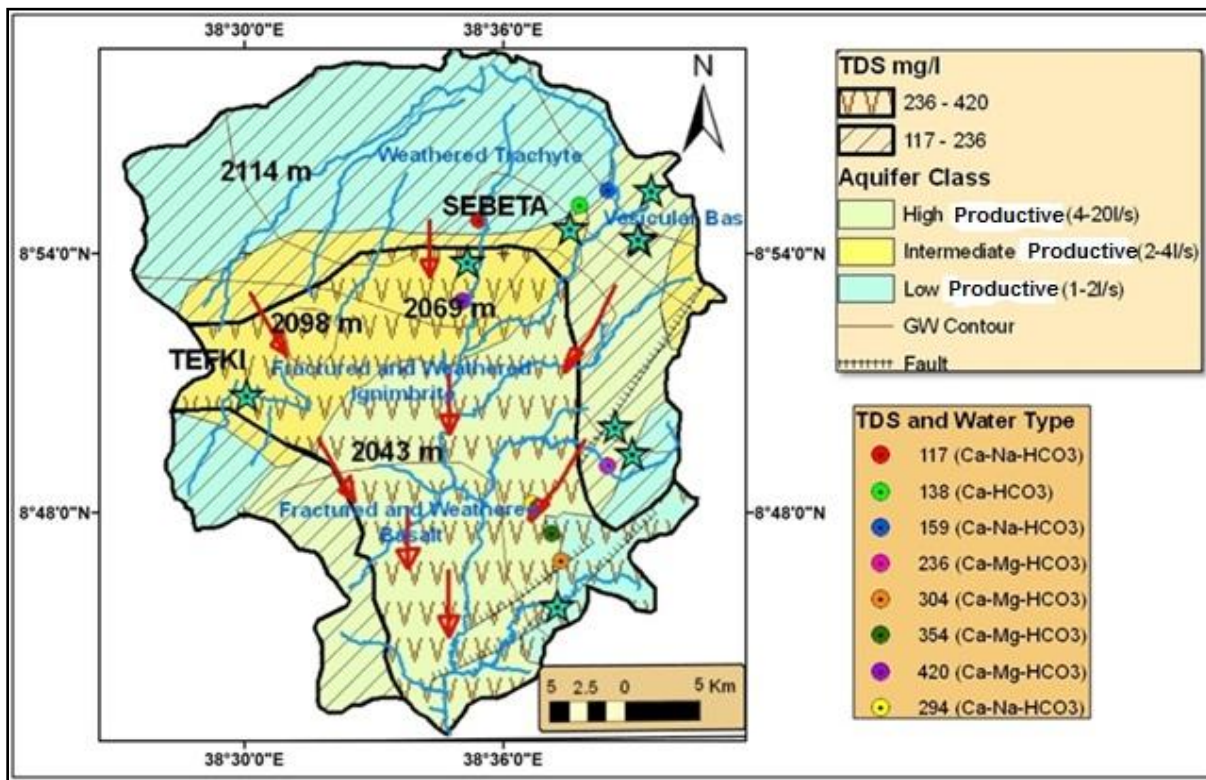 38°30'0"E
38°36'0"E
N
2114 m
Weathered Trachyte
SEBETA
Vesicular Bas
8°54'0"N
8°54'0"N
2098 m
2069 m
TEFKI
Fractured and Weathered
Ignimbrite
2043 m
Fractured and Weathered
Basalt
8°48'0"N
8°48'0"N
5 2.5 0 5 Km
38°30'0"E
38°36'0"E
TDS mg/l
236 - 420
117 - 236
Aquifer Class
High Productive (4-20l/s)
Intermediate Productive (2-4l/s)
Low Productive (1-2l/s)
GW Contour
Fault
TDS and Water Type
117 (Ca-Na-HCO3)
138 (Ca-HCO3)
159 (Ca-Na-HCO3)
236 (Ca-Mg-HCO3)
304 (Ca-Mg-HCO3)
354 (Ca-Mg-HCO3)
420 (Ca-Mg-HCO3)
294 (Ca-Na-HCO3)